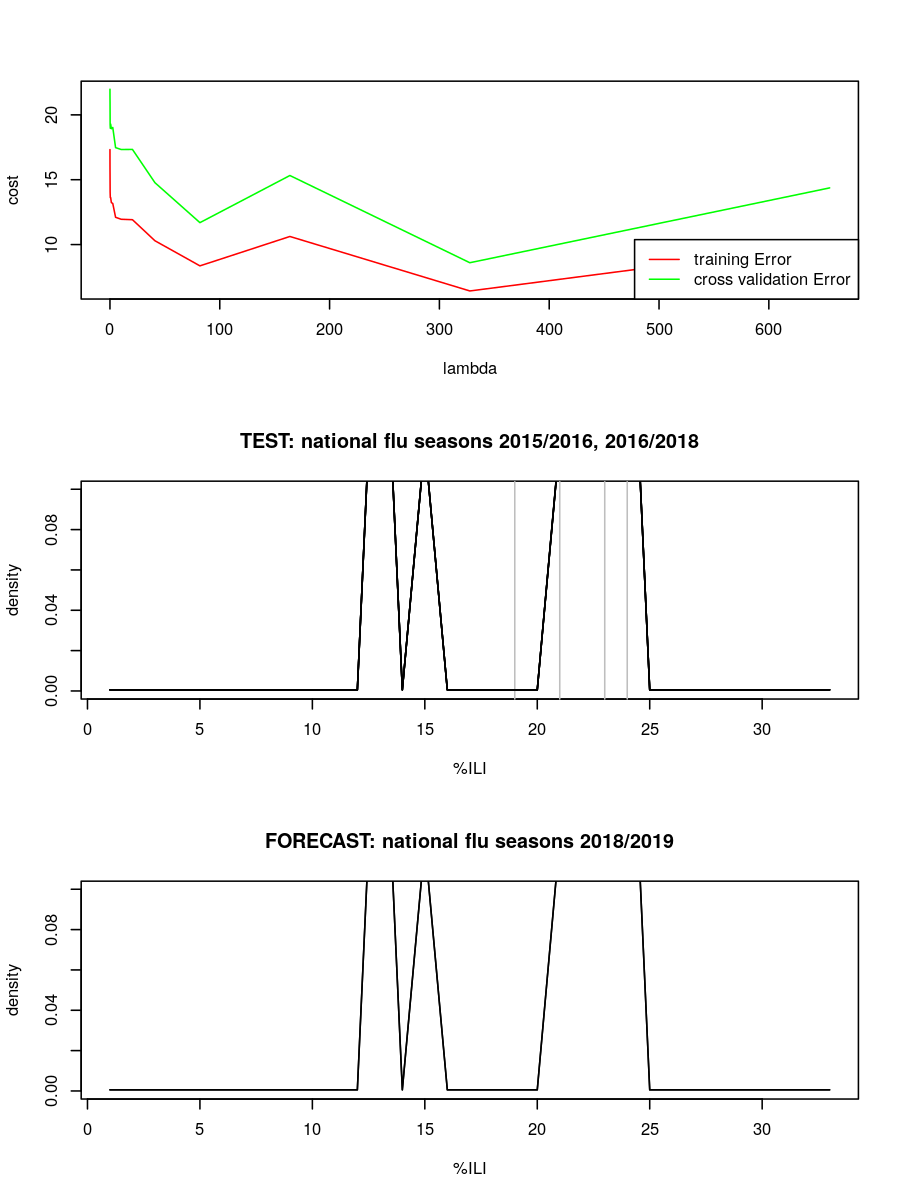 cost
20
15
10
training Error
cross validation Error
0 100 200 300 400 500 600
lambda
TEST: national flu seasons 2015/2016, 2016/2018
density
0.08
0.04
0.00
0 5 10 15 20 25 30
%ILI
FORECAST: national flu seasons 2018/2019
density
0.08
0.04
0.00
0 5 10 15 20 25 30
%ILI